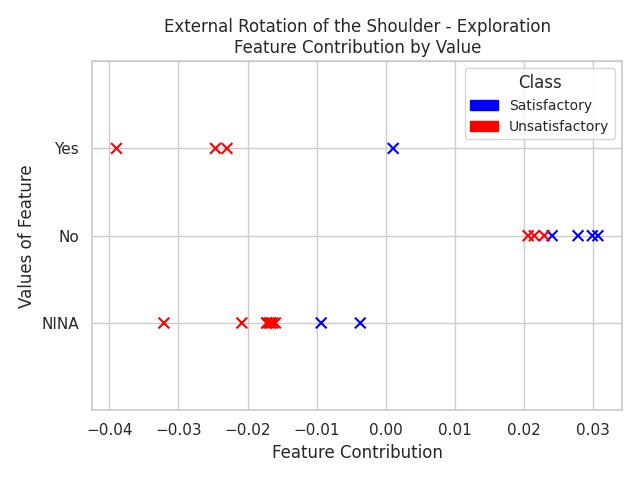 External Rotation of the Shoulder - Exploration
Feature Contribution by Value
Class
Satisfactory
Unsatisfactory
Values of Feature
Yes
No
NINA
−0.04
−0.03
−0.02
−0.01
0.00
0.01
0.02
0.03
Feature Contribution